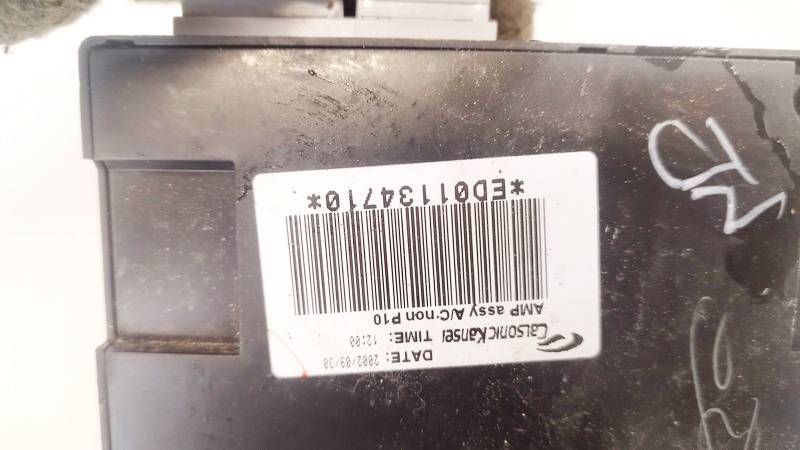 DATE: 2002/09/30
CalsonicKansei TIME: 12:00
AMP assy A/C:non P10
*ED01134710*